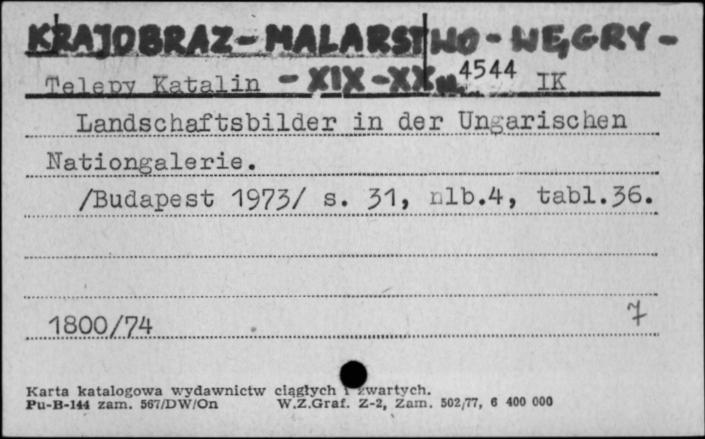 KRAJOBRAZ-MALARSTWO-WĘGRY-
Telepy Katalin -XIX-XX w. 4544 IK
Landschaftsbilder in der Ungarischen
Nationgalerie.
/Budapest 1973/ s. 31, nlb.4, tabl.36.
1800/74 7
Karta katalogowa wydawnictw ciągłych i zwartych.
Pu-B-144 zam. 567/DW/On W.Z.Graf. Z-2, Zam. 502/77, 6 400 000